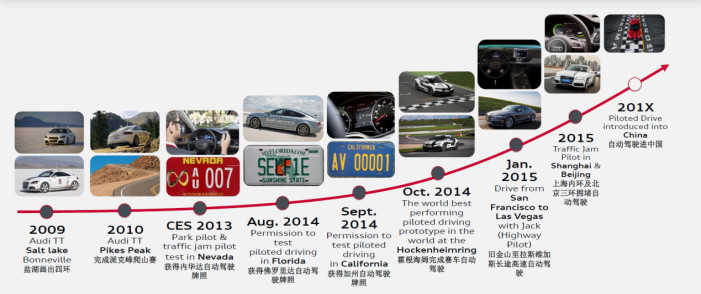 2009
Audi TT
Salt lake
Bonneville
盐湖画出四环
2010
Audi TT
Pikes Peak
完成派克峰爬山赛
CES 2013
Park pilot &
traffic jam pilot
test in Nevada
获得内华达自动驾驶
牌照
NEVADA
007
Aug. 2014
Permission to
test
piloted driving
in Florida
获得佛罗里达自动驾
驶牌照
MYFLORIDA.COM
SUNSHINE STATE
Sept.
2014
Permission to
test piloted
driving
in California
获得加州自动驾驶
牌照
CALIFORNIA
AV 00001
Oct. 2014
The world best
performing
piloted driving
prototype in the
world at the
Hockenheimring
霍根海姆完成赛车自动
驾驶
Jan.
2015
Drive from
San
Francisco to
Las Vegas
with Jack
(Highway
Pilot)
旧金山至拉斯维加
斯长途高速自动驾
驶
2015
Traffic Jam
Pilot in
Shanghai &
Beijing
上海内环及北
京三环拥堵自
动驾驶
201X
Piloted Drive
introduced into
China
自动驾驶进中国